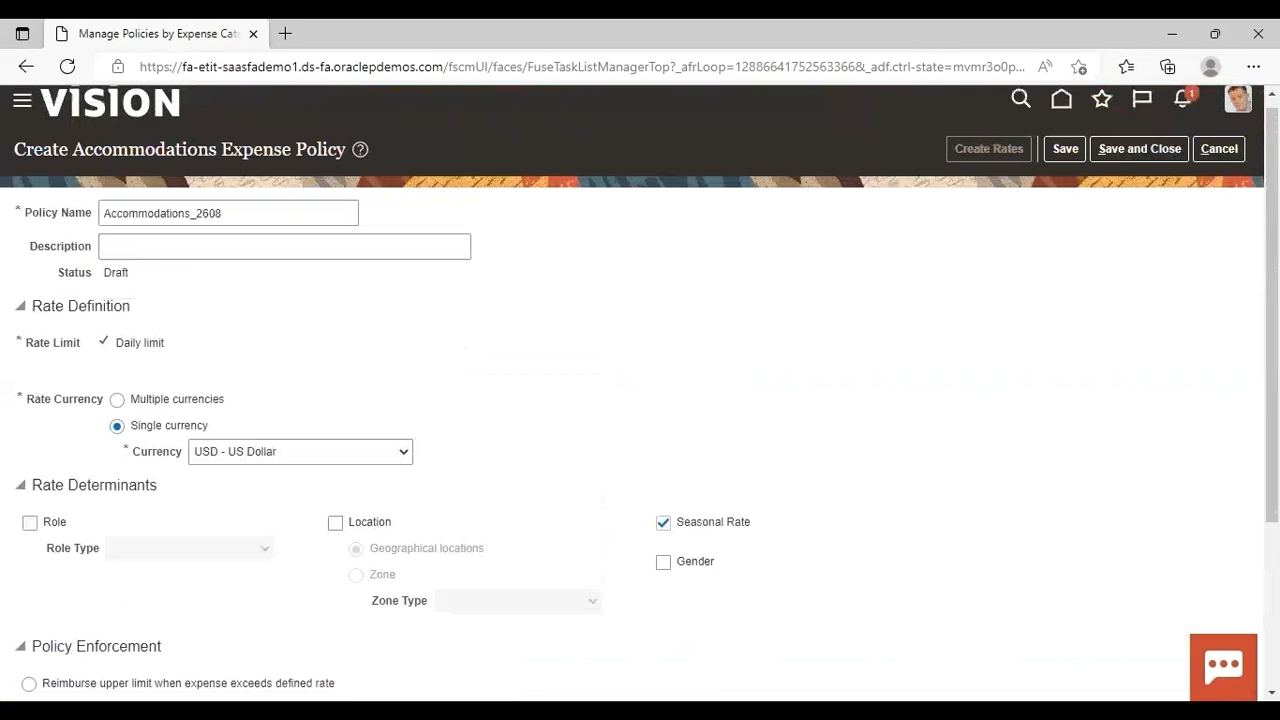 Manage Policies by Expense Cate
https://fa-etit-saasfademo1.ds-fa.oraclepdemos.com/fscmUI/faces/FuseTaskListManagerTop?_afrLoop=128866417525633366&_adf.ctrl-state=mvmr3o0p...
VISION
1
Create Accommodations Expense Policy
Create Rates Save Save and Close Cancel
* Policy Name Accommodations_2608
Description
Status Draft
Rate Definition
* Rate Limit Daily limit
* Rate Currency Multiple currencies
Single currency
* Currency USD - US Dollar
Rate Determinants
Role Location Seasonal Rate
Role Type Geographical locations Gender
Zone
Zone Type
Policy Enforcement
Reimburse upper limit when expense exceeds defined rate